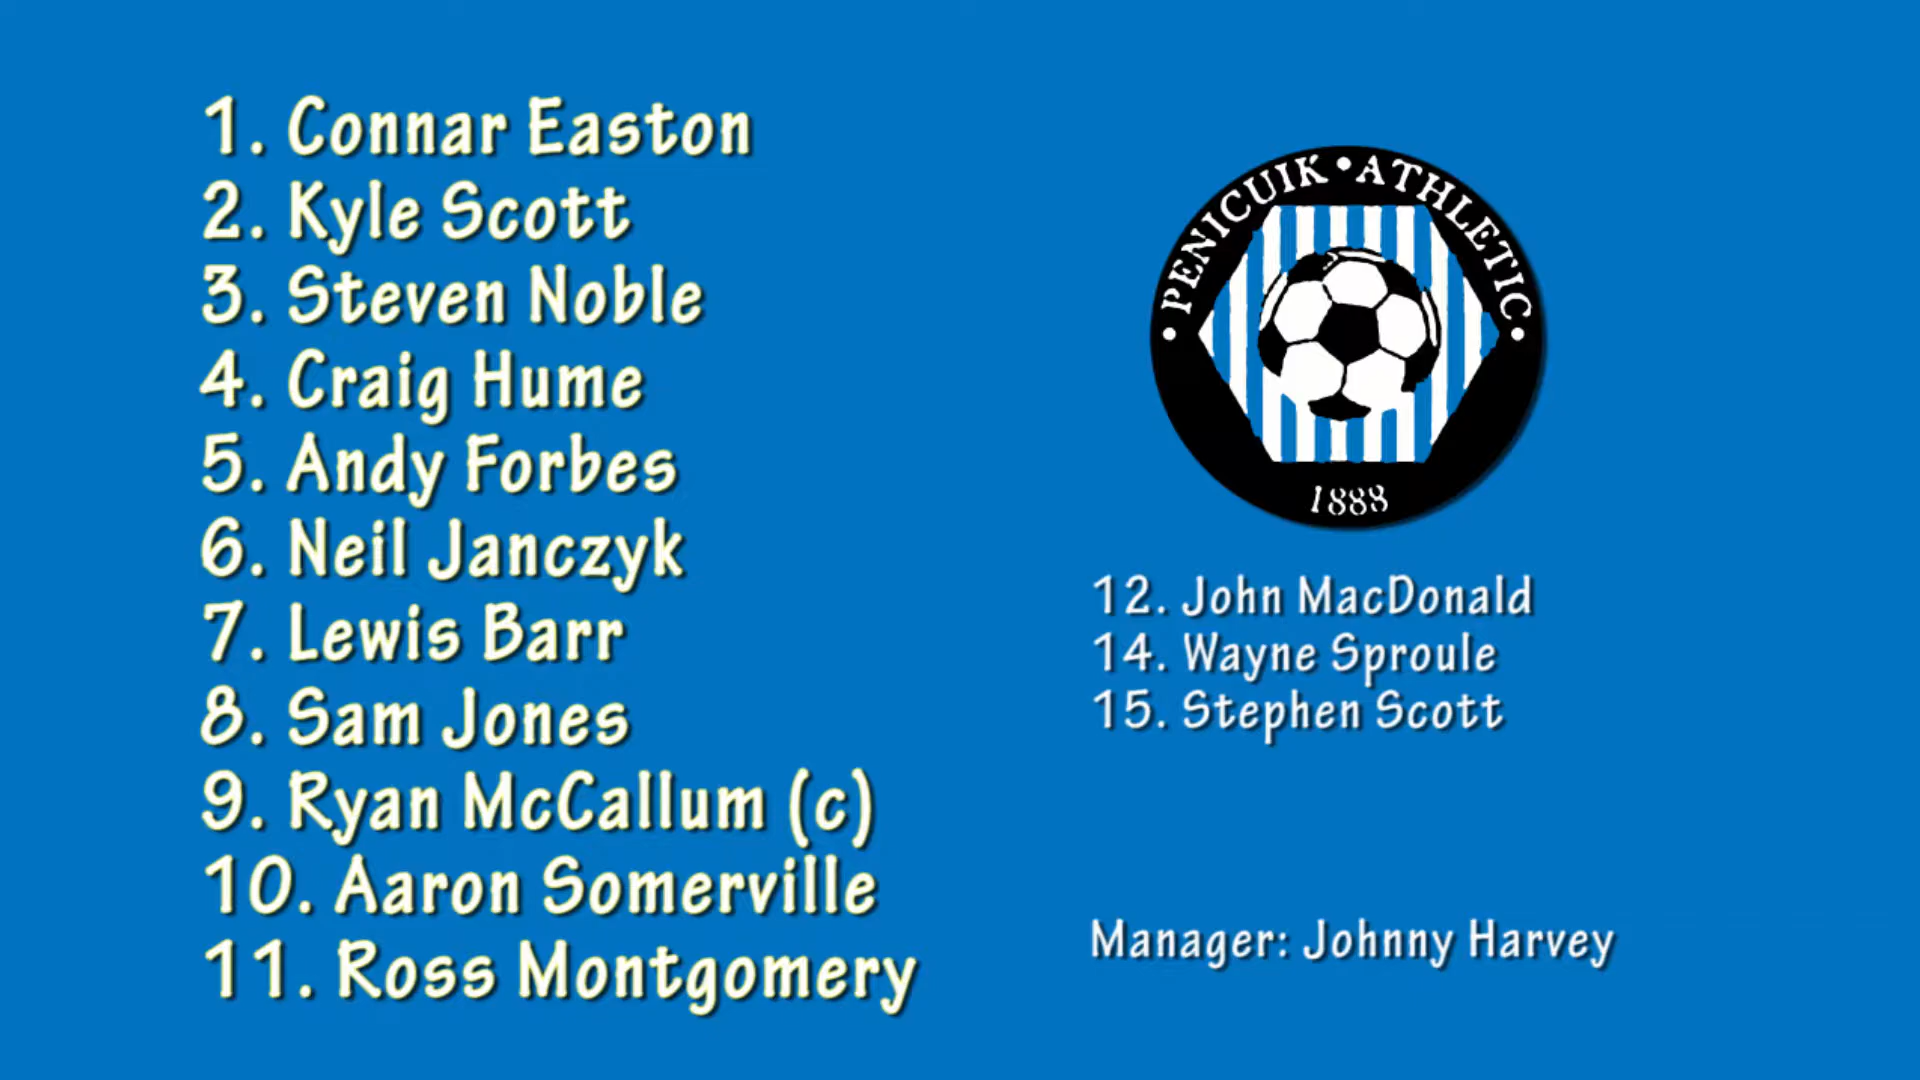 1. Connar Easton
2. Kyle Scott
3. Steven Noble
4. Craig Hume
5. Andy Forbes
6. Neil Janczyk
7. Lewis Barr
8. Sam Jones
9. Ryan McCallum (c)
10. Aaron Somerville
11. Ross Montgomery
• PENICUIK • ATHLETIC •
1888
12. John MacDonald
14. Wayne Sproule
15. Stephen Scott
Manager: Johnny Harvey